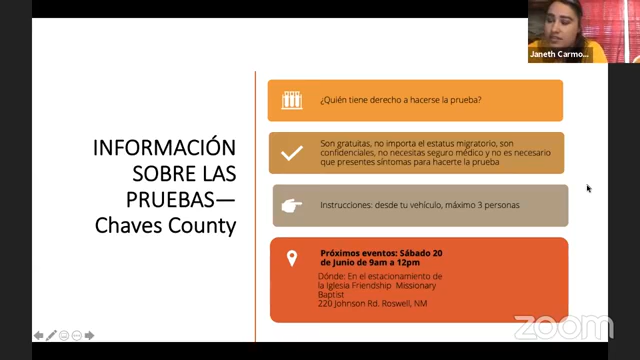 Janeth Carmo...
INFORMACIÓN
SOBRE LAS
PRUEBAS—
Chaves County
¿Quién tiene derecho a hacerse la prueba?
Son gratuitas, no importa el estatus migratorio, son
confidenciales, no necesitas seguro médico y no es necesario
que presentes síntomas para hacerte la prueba
Instrucciones: desde tu vehículo, máximo 3 personas
Próximos eventos: Sábado 20
de Junio de 9am a 12pm
Dónde: En el estacionamiento de
la Iglesia Friendship Missionary
Baptist
220 Johnson Rd. Roswell, NM
zoom